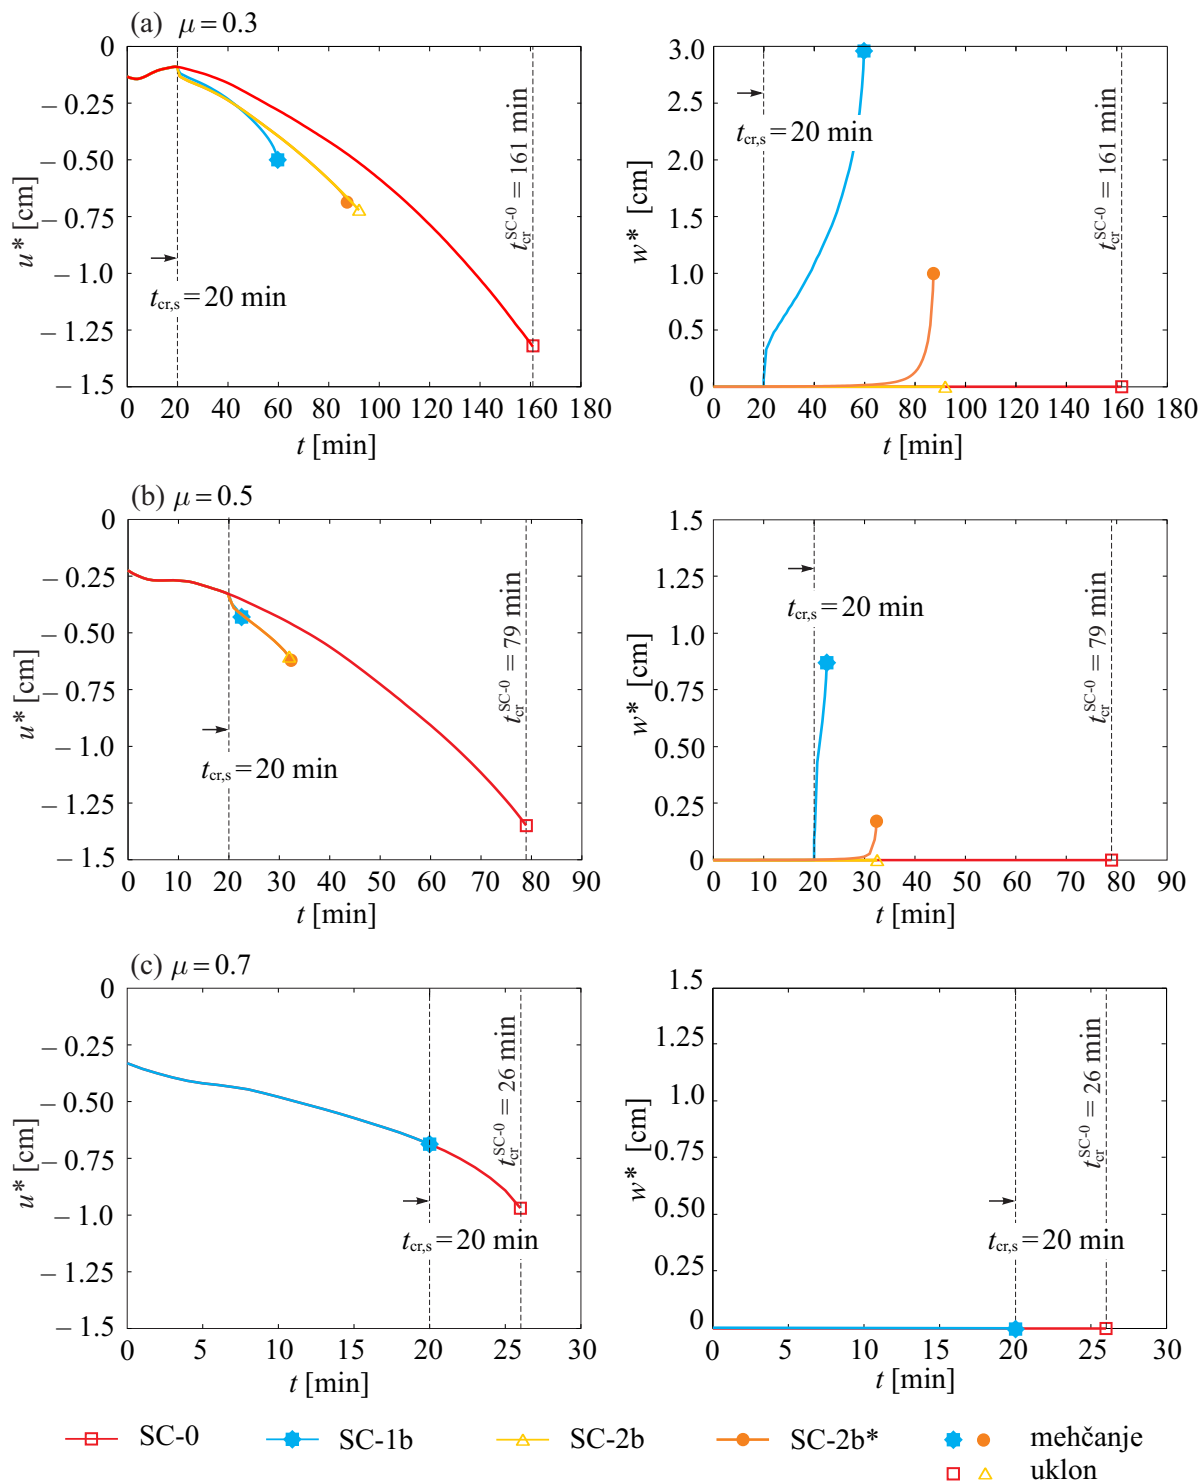 (a) μ = 0.3
0
– 0.25
– 0.50
– 0.75
– 1.0
– 1.25
– 1.5
u* [cm]
0 20 40 60 80 100 120 140 160 180
t [min]
t_cr,s = 20 min
t_cr^SC-0 = 161 min
3.0
2.5
2.0
1.5
1.0
0.5
0
w* [cm]
0 20 40 60 80 100 120 140 160 180
t [min]
t_cr,s = 20 min
t_cr^SC-0 = 161 min
(b) μ = 0.5
0
– 0.25
– 0.50
– 0.75
– 1.0
– 1.25
– 1.5
u* [cm]
0 10 20 30 40 50 60 70 80 90
t [min]
t_cr,s = 20 min
t_cr^SC-0 = 79 min
1.5
1.25
1.0
0.75
0.50
0.25
0
w* [cm]
0 10 20 30 40 50 60 70 80 90
t [min]
t_cr,s = 20 min
t_cr^SC-0 = 79 min
(c) μ = 0.7
0
– 0.25
– 0.50
– 0.75
– 1.0
– 1.5
u* [cm]
0 5 10 15 20 25 30
t [min]
t_cr,s = 20 min
t_cr^SC-0 = 26 min
1.5
1.25
1.0
0.75
0.50
0.25
0
w* [cm]
0 5 10 15 20 25 30
t [min]
t_cr,s = 20 min
t_cr^SC-0 = 26 min
SC-0 SC-1b SC-2b SC-2b* mehčanje
uklon